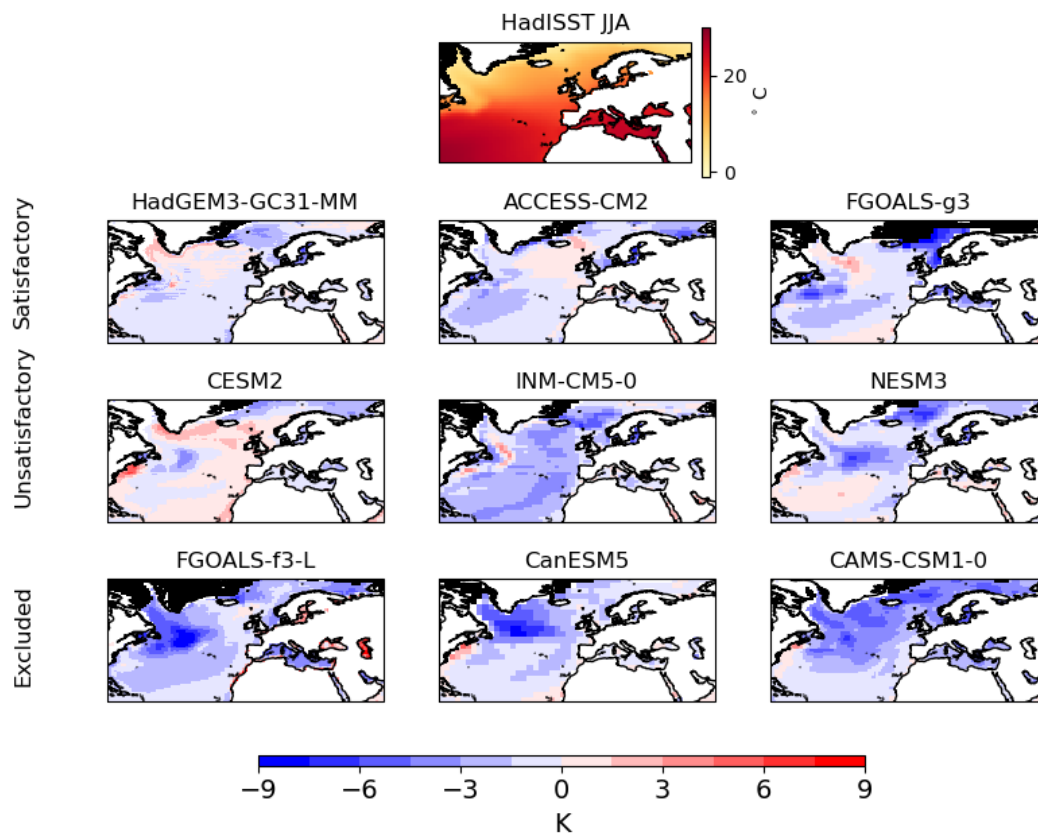 HadISST JJA
20
0
° C
Satisfactory
HadGEM3-GC31-MM
ACCESS-CM2
FGOALS-g3
Unsatisfactory
CESM2
INM-CM5-0
NESM3
Excluded
FGOALS-f3-L
CanESM5
CAMS-CSM1-0
−9 −6 −3 0 3 6 9
K